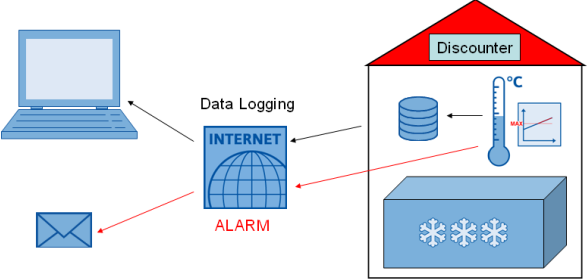 Discounter
°C
MAX
Data Logging
INTERNET
ALARM